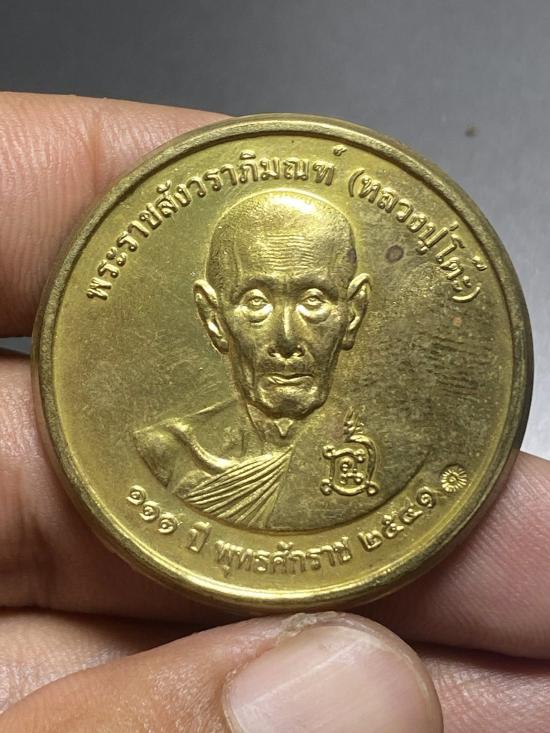 พระราชสังวราภิมณฑ์ (หลวงปู่โต๊ะ)
๑๑๑ ปี พุทธศักราช ๒๕๔๑